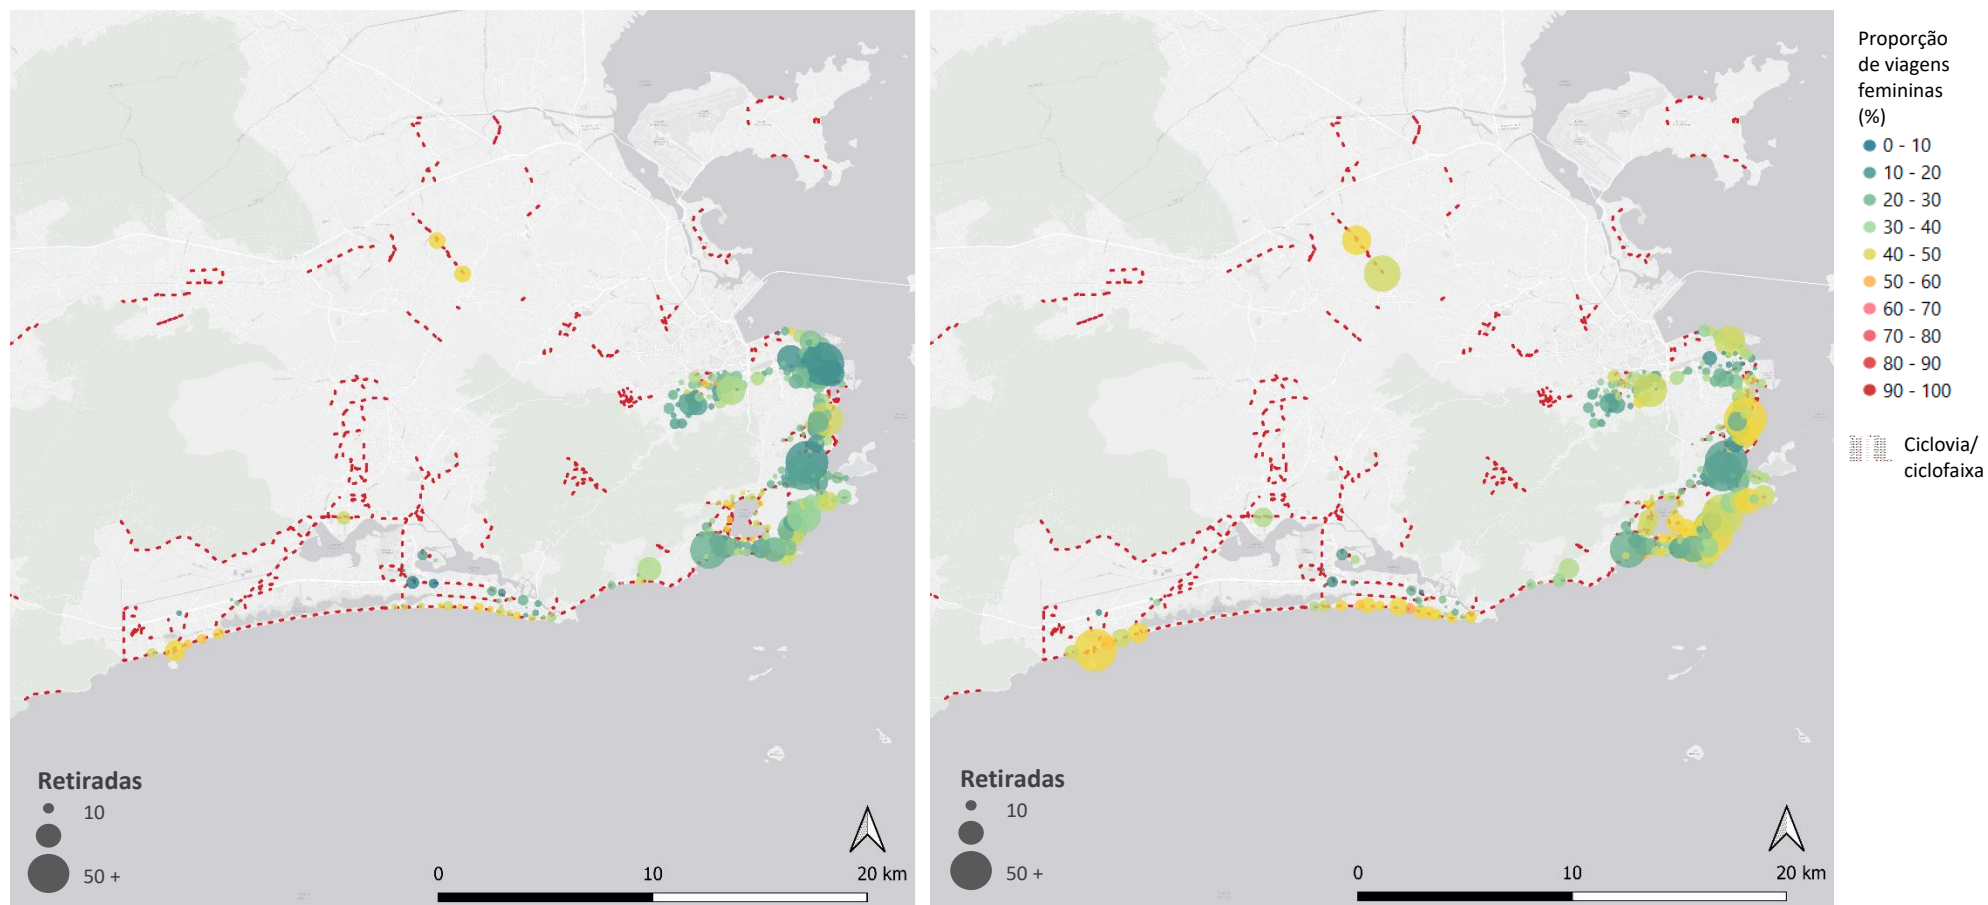 Retiradas
10
50 +
0
10
20 km
Retiradas
10
50 +
0
10
20 km
Proporção
de viagens
femininas
(%)
0 - 10
10 - 20
20 - 30
30 - 40
40 - 50
50 - 60
60 - 70
70 - 80
80 - 90
90 - 100
Ciclovia/
ciclofaixa